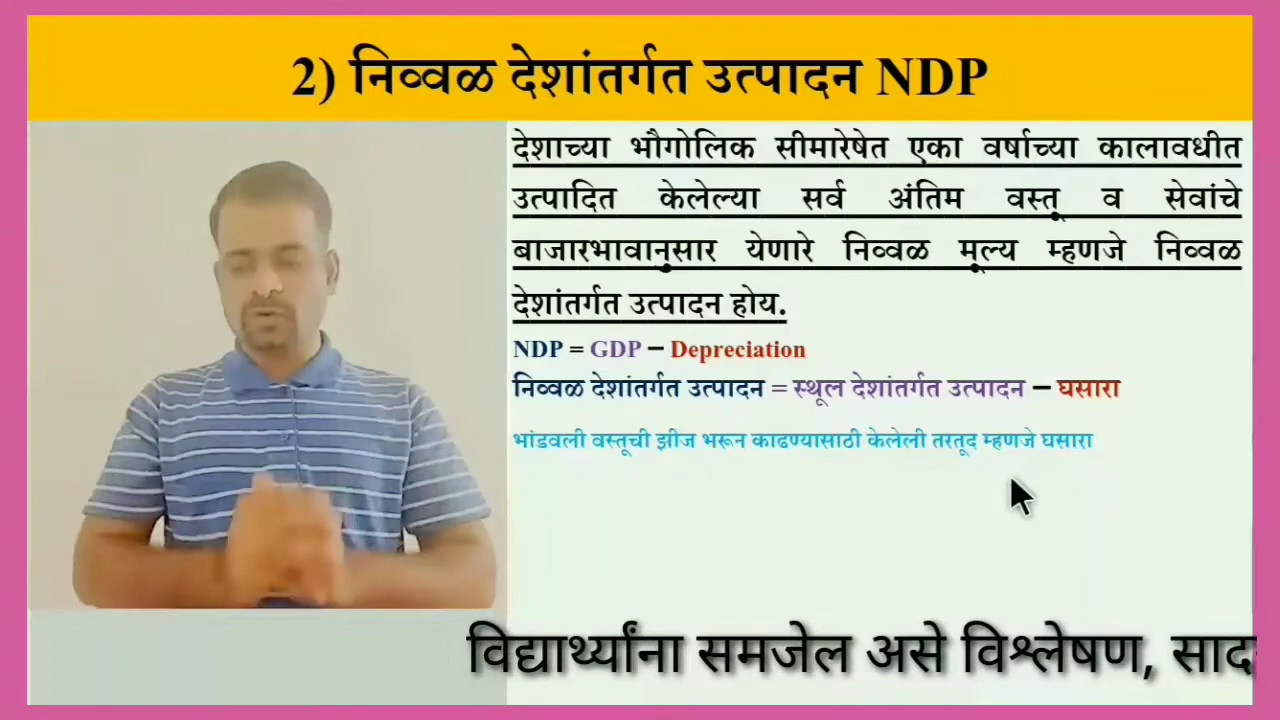 2) निव्वळ देशांतर्गत उत्पादन NDP
देशाच्या भौगोलिक सीमारेषेत एका वर्षाच्या कालावधीत
उत्पादित केलेल्या सर्व अंतिम वस्तू व सेवांचे
बाजारभावानुसार येणारे निव्वळ मूल्य म्हणजे निव्वळ
देशांतर्गत उत्पादन होय.
NDP = GDP – Depreciation
निव्वळ देशांतर्गत उत्पादन = स्थूल देशांतर्गत उत्पादन – घसारा
भांडवली वस्तूची झीज भरून काढण्यासाठी केलेली तरतूद म्हणजे घसारा
विद्यार्थ्यांना समजेल असे विश्लेषण,